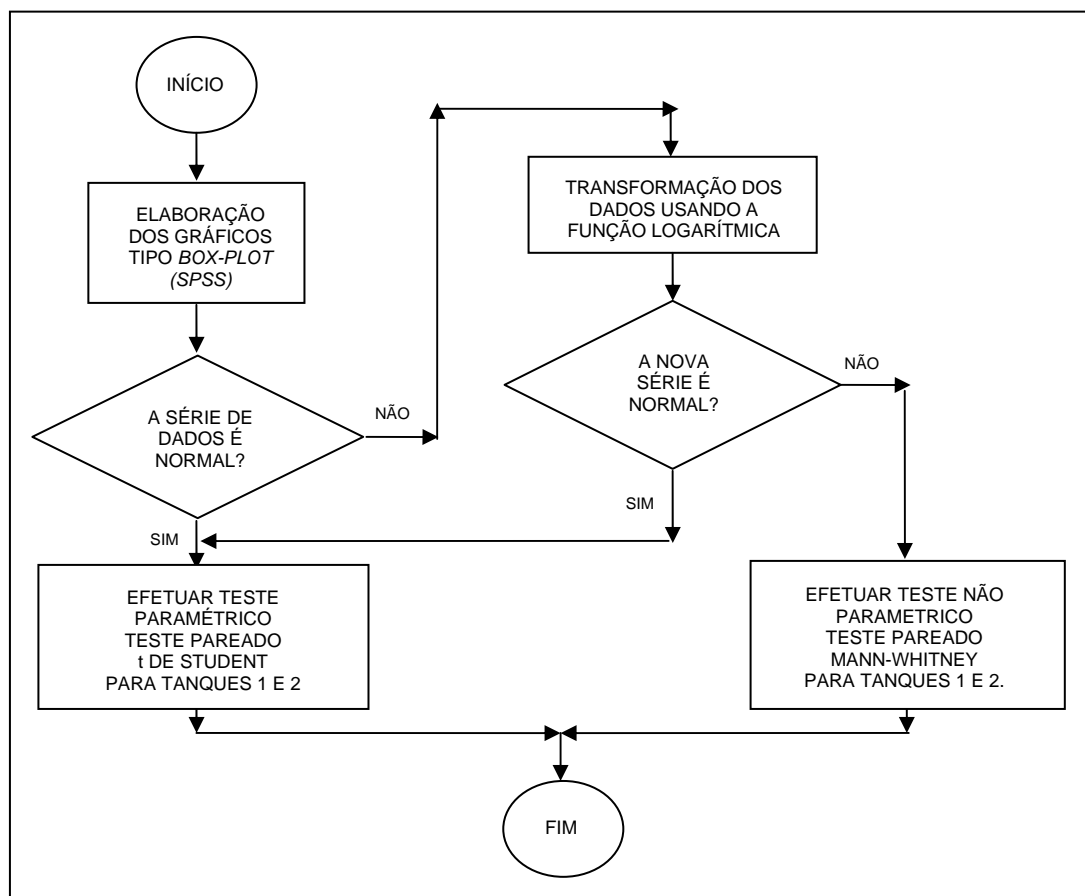 INÍCIO
ELABORAÇÃO
DOS GRÁFICOS
TIPO BOX-PLOT
(SPSS)
A SÉRIE DE
DADOS É
NORMAL?
NÃO
SIM
TRANSFORMAÇÃO DOS
DADOS USANDO A
FUNÇÃO LOGARÍTMICA
A NOVA
SÉRIE É
NORMAL?
NÃO
SIM
EFETUAR TESTE
PARAMÉTRICO
TESTE PAREADO
t DE STUDENT
PARA TANQUES 1 E 2
EFETUAR TESTE NÃO
PARAMETRICO
TESTE PAREADO
MANN-WHITNEY
PARA TANQUES 1 E 2.
FIM